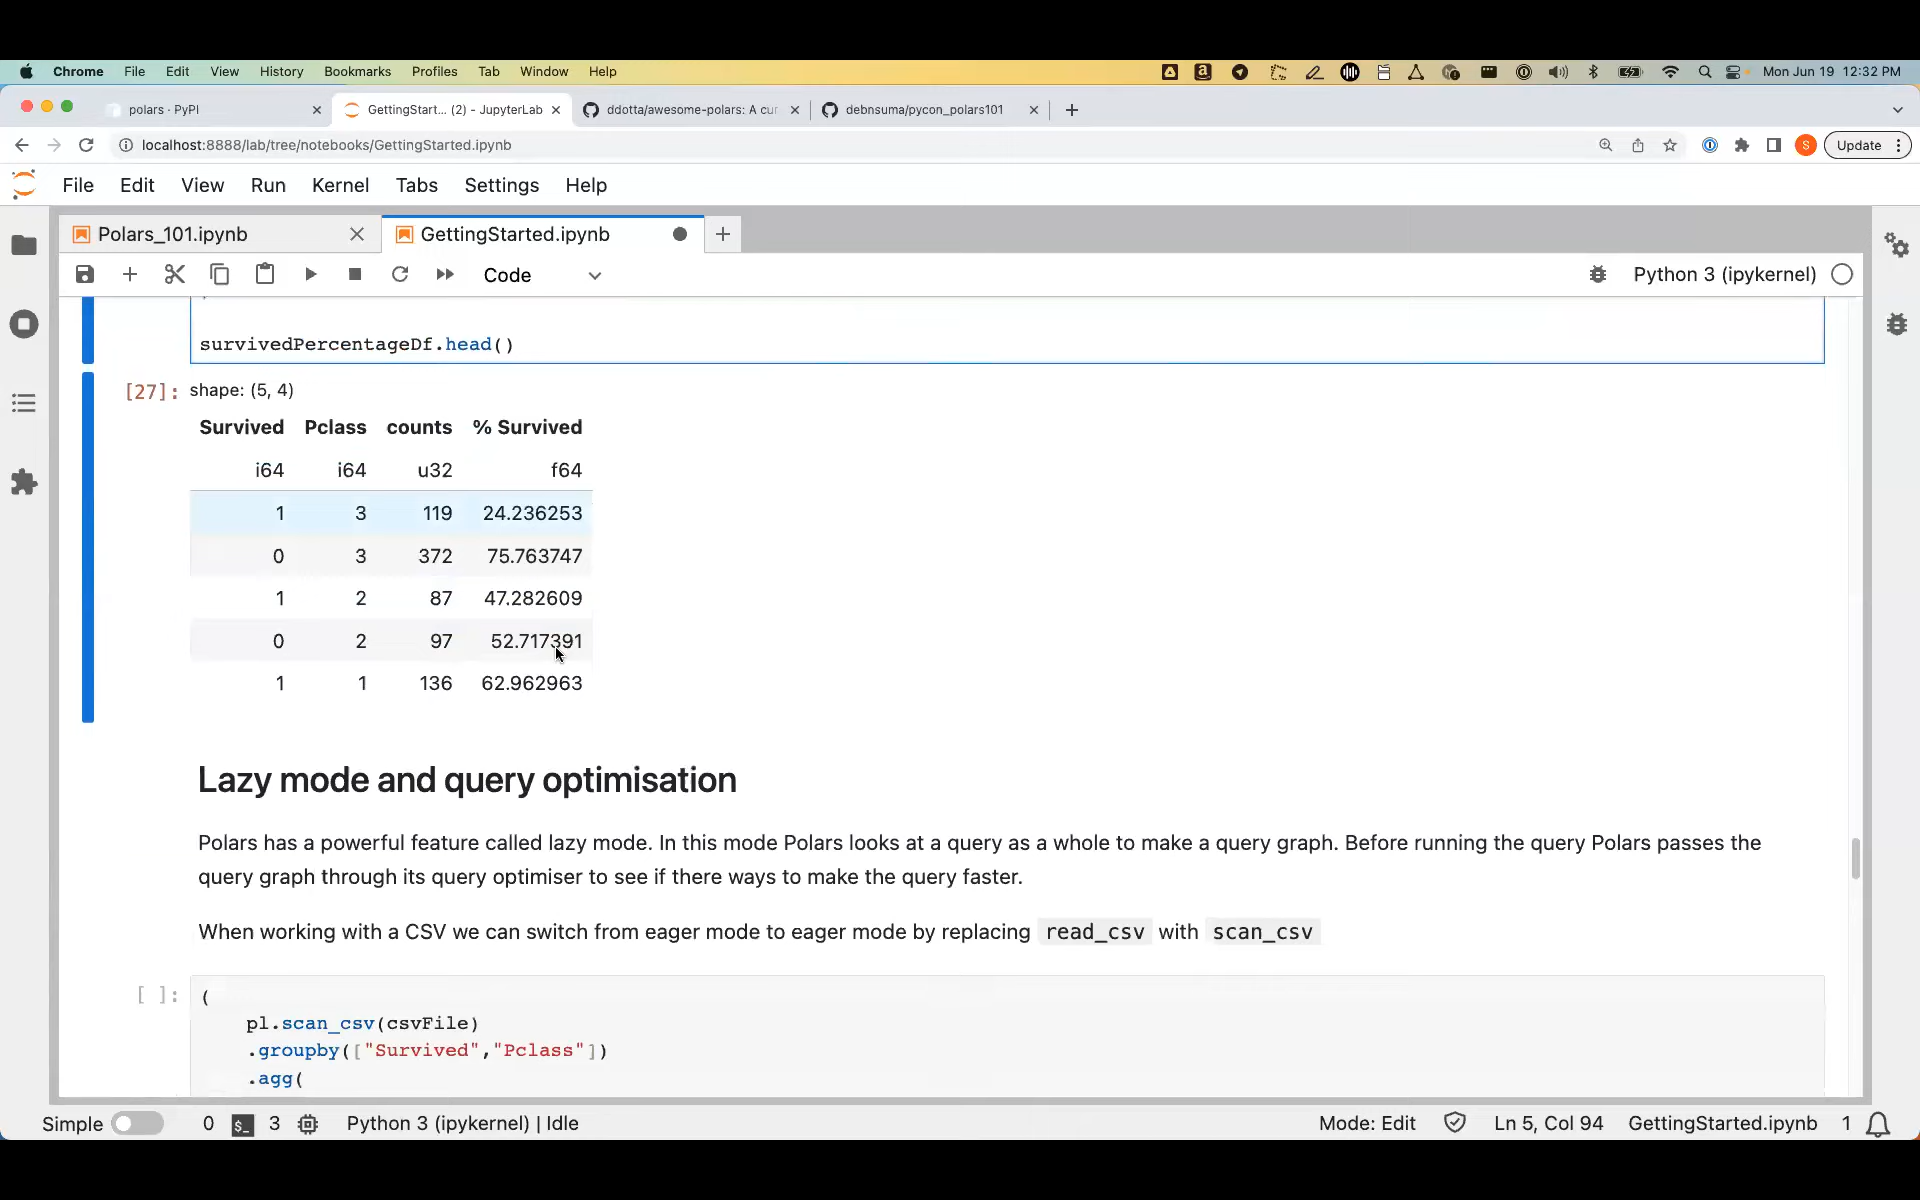 Chrome File Edit View History Bookmarks Profiles Tab Window Help Mon Jun 19 12:32 PM
polars · PyPI GettingStart... (2) - JupyterLab ddotta/awesome-polars: A cur debnsuma/pycon_polars101
localhost:8888/lab/tree/notebooks/GettingStarted.ipynb S Update
File Edit View Run Kernel Tabs Settings Help
Polars_101.ipynb GettingStarted.ipynb
Code Python 3 (ipykernel)
survivedPercentageDf.head()
[27]: shape: (5, 4)
Survived Pclass counts % Survived
i64 i64 u32 f64
1 3 119 24.236253
0 3 372 75.763747
1 2 87 47.282609
0 2 97 52.717391
1 1 136 62.962963
Lazy mode and query optimisation
Polars has a powerful feature called lazy mode. In this mode Polars looks at a query as a whole to make a query graph. Before running the query Polars passes the
query graph through its query optimiser to see if there ways to make the query faster.
When working with a CSV we can switch from eager mode to eager mode by replacing read_csv with scan_csv
[ ]: (
pl.scan_csv(csvFile)
.groupby(["Survived","Pclass"])
.agg(
Simple 0 $_ 3 Python 3 (ipykernel) | Idle Mode: Edit Ln 5, Col 94 GettingStarted.ipynb 1